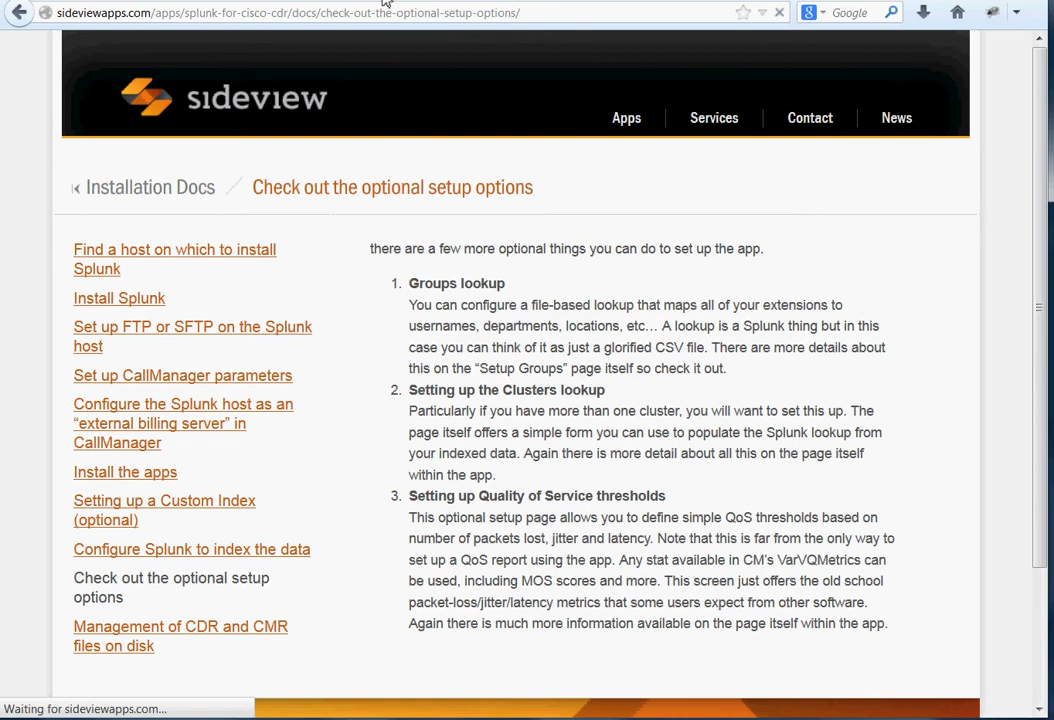 sideviewapps.com/apps/splunk-for-cisco-cdr/docs/check-out-the-optional-setup-options/
Google
sideview
Apps
Services
Contact
News
Installation Docs
Check out the optional setup options
Find a host on which to install
Splunk
Install Splunk
Set up FTP or SFTP on the Splunk
host
Set up CallManager parameters
Configure the Splunk host as an
“external billing server” in
CallManager
Install the apps
Setting up a Custom Index
(optional)
Configure Splunk to index the data
Check out the optional setup
options
Management of CDR and CMR
files on disk
there are a few more optional things you can do to set up the app.
1. Groups lookup
You can configure a file-based lookup that maps all of your extensions to
usernames, departments, locations, etc… A lookup is a Splunk thing but in this
case you can think of it as just a glorified CSV file. There are more details about
this on the “Setup Groups” page itself so check it out.
2. Setting up the Clusters lookup
Particularly if you have more than one cluster, you will want to set this up. The
page itself offers a simple form you can use to populate the Splunk lookup from
your indexed data. Again there is more detail about all this on the page itself
within the app.
3. Setting up Quality of Service thresholds
This optional setup page allows you to define simple QoS thresholds based on
number of packets lost, jitter and latency. Note that this is far from the only way to
set up a QoS report using the app. Any stat available in CM’s VarVQMetrics can
be used, including MOS scores and more. This screen just offers the old school
packet-loss/jitter/latency metrics that some users expect from other software.
Again there is much more information available on the page itself within the app.
Waiting for sideviewapps.com...